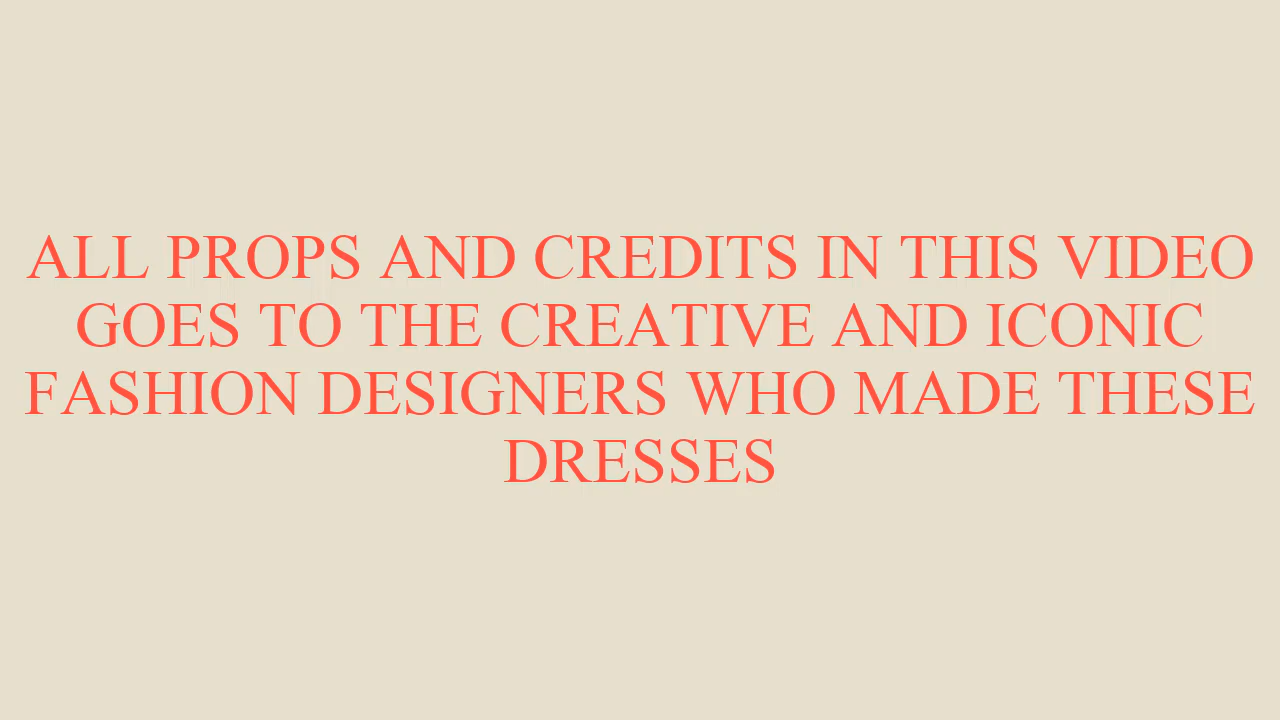 ALL PROPS AND CREDITS IN THIS VIDEO
GOES TO THE CREATIVE AND ICONIC
FASHION DESIGNERS WHO MADE THESE
DRESSES